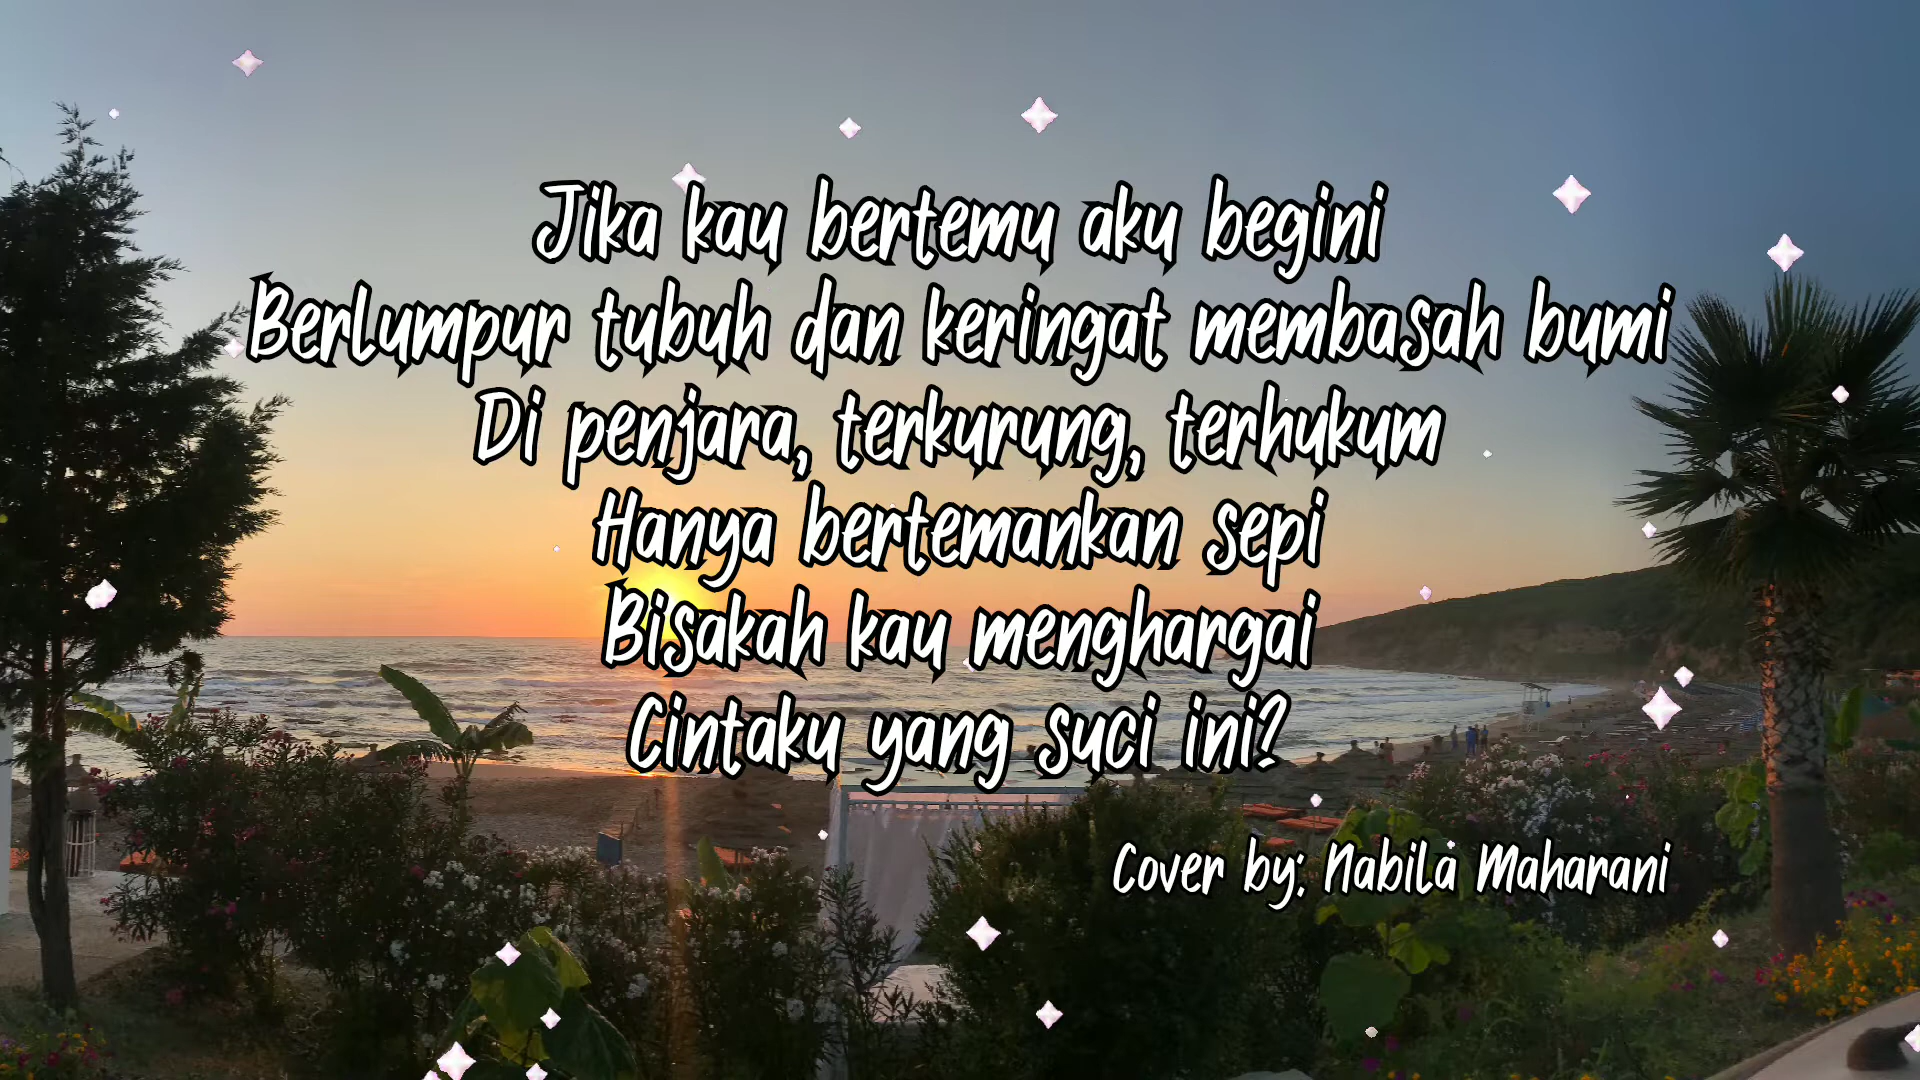 Jika kau bertemu aku begini
Berlumpur tubuh dan keringat membasah bumi
Di penjara, terkurung, terhukum
Hanya bertemankan sepi
Bisakah kau menghargai
Cintaku yang suci ini?
Cover by: Nabila Maharani